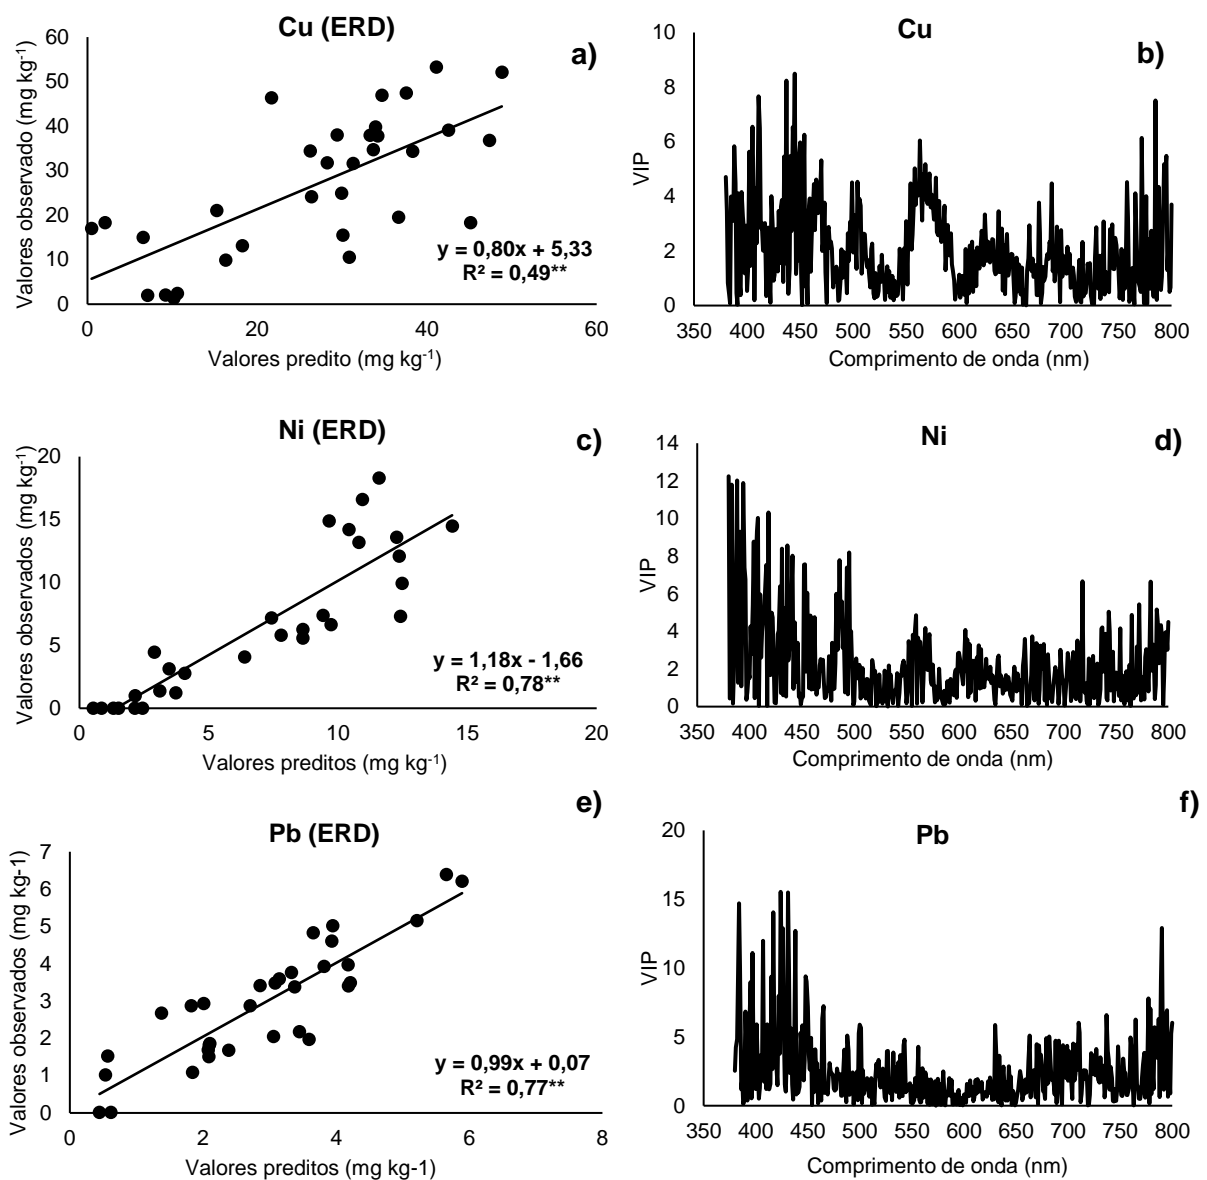 Cu (ERD)
a)
Valores observado (mg kg⁻¹)
60
50
40
30
20
10
0
y = 0,80x + 5,33
R² = 0,49**
0 20 40 60
Valores predito (mg kg⁻¹)
Cu
b)
VIP
10
8
6
4
2
0
350 400 450 500 550 600 650 700 750 800
Comprimento de onda (nm)
Ni (ERD)
c)
Valores observados (mg kg⁻¹)
20
15
10
5
0
y = 1,18x - 1,66
R² = 0,78**
0 5 10 15 20
Valores preditos (mg kg⁻¹)
Ni
d)
VIP
14
12
10
8
6
4
2
0
350 400 450 500 550 600 650 700 750 800
Comprimento de onda (nm)
e)
Pb (ERD)
Valores observados (mg kg-1)
7
6
5
4
3
2
1
0
y = 0,99x + 0,07
R² = 0,77**
0 2 4 6 8
Valores preditos (mg kg-1)
f)
Pb
VIP
20
15
10
5
0
350 400 450 500 550 600 650 700 750 800
Comprimento de onda (nm)